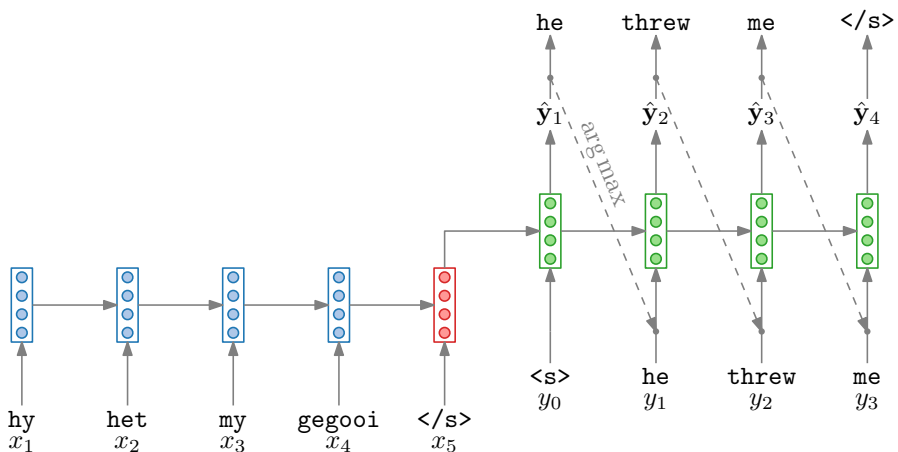 he threw me </s>
ŷ₁ ŷ₂ ŷ₃ ŷ₄
arg max
<s> he threw me
y₀ y₁ y₂ y₃
hy het my gegooi </s>
x₁ x₂ x₃ x₄ x₅